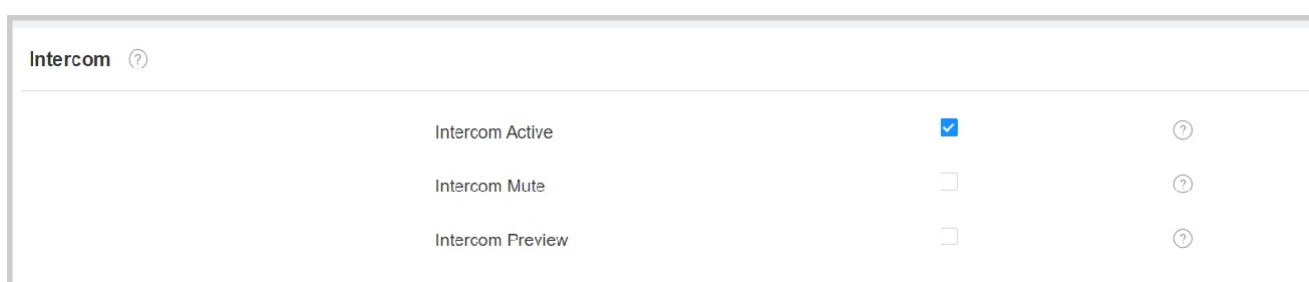 Intercom ?
Intercom Active ?
Intercom Mute ?
Intercom Preview ?